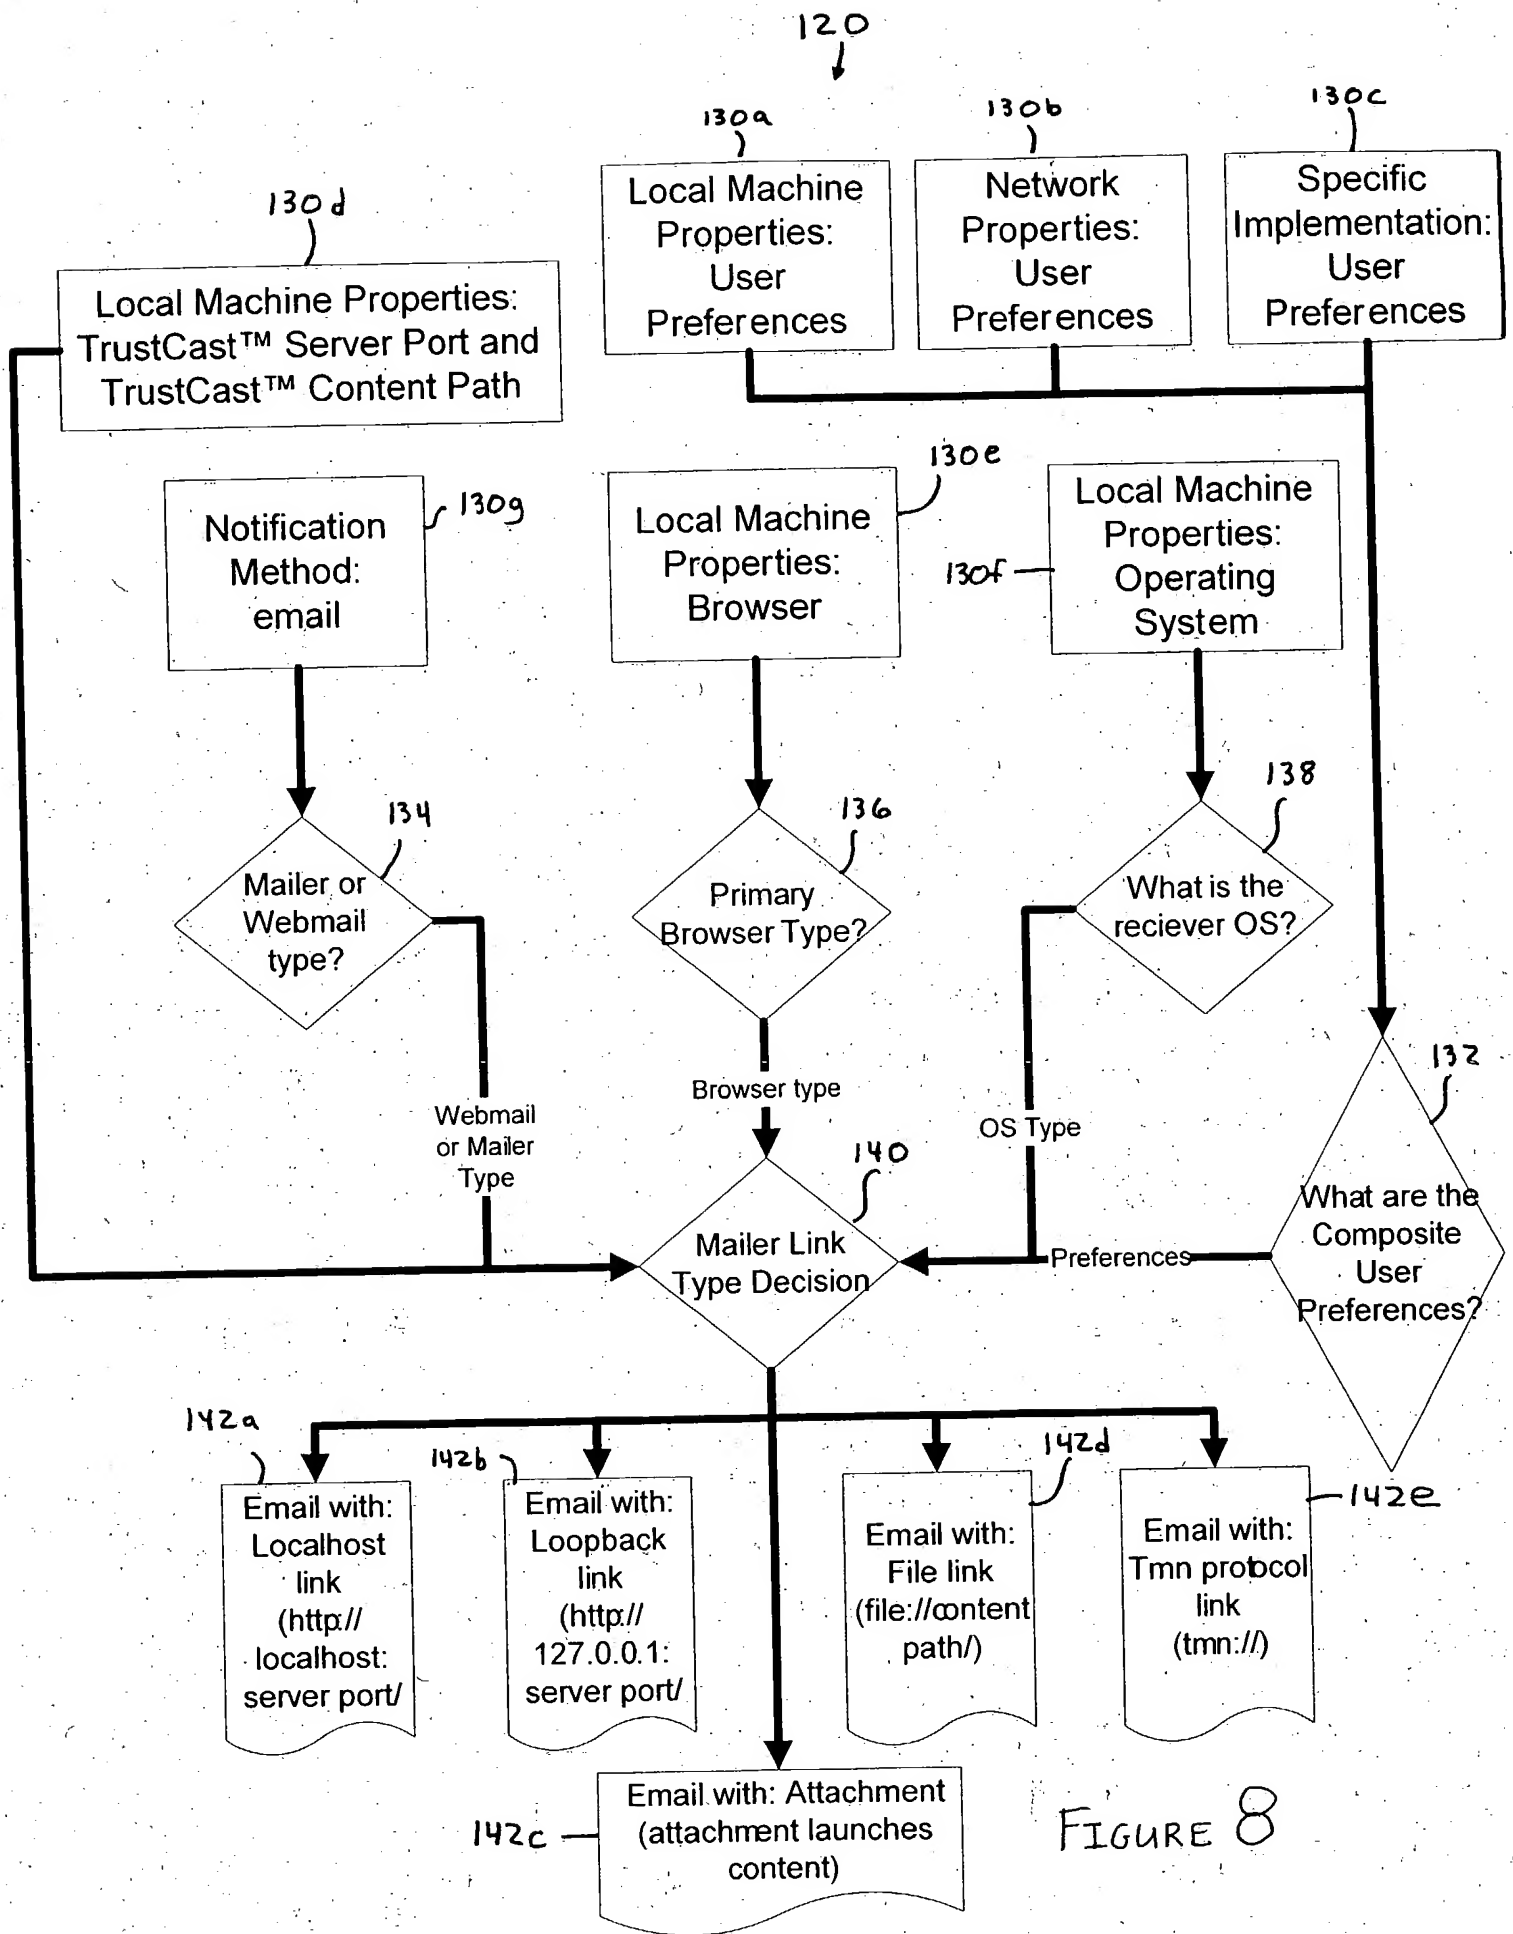 120
130a
130b
130c
130d
Local Machine
Properties:
User
Preferences
Network
Properties:
User
Preferences
Specific
Implementation:
User
Preferences
Local Machine Properties:
TrustCast™ Server Port and
TrustCast™ Content Path
130g
Notification
Method:
email
130e
Local Machine
Properties:
Browser
130f
Local Machine
Properties:
Operating
System
134
Mailer or
Webmail
type?
136
Primary
Browser Type?
138
What is the
reciever OS?
132
What are the
Composite
User
Preferences?
Webmail
or Mailer
Type
Browser type
OS Type
Preferences
140
Mailer Link
Type Decision
142a
Email with:
Localhost
link
(http://
localhost:
server port/
142b
Email with:
Loopback
link
(http://
127.0.0.1:
server port/
142d
Email with:
File link
(file://content
path/)
142e
Email with:
Tmn protocol
link
(tmn://)
142c
Email with: Attachment
(attachment launches
content)
FIGURE 8